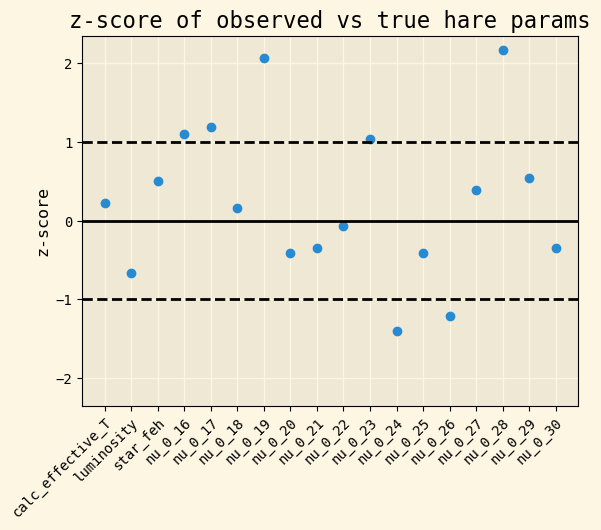 z-score of observed vs true hare params
z-score
2
1
0
−1
−2
calc_effective_T
luminosity
star_feh
nu_0_16
nu_0_17
nu_0_18
nu_0_19
nu_0_20
nu_0_21
nu_0_22
nu_0_23
nu_0_24
nu_0_25
nu_0_26
nu_0_27
nu_0_28
nu_0_29
nu_0_30